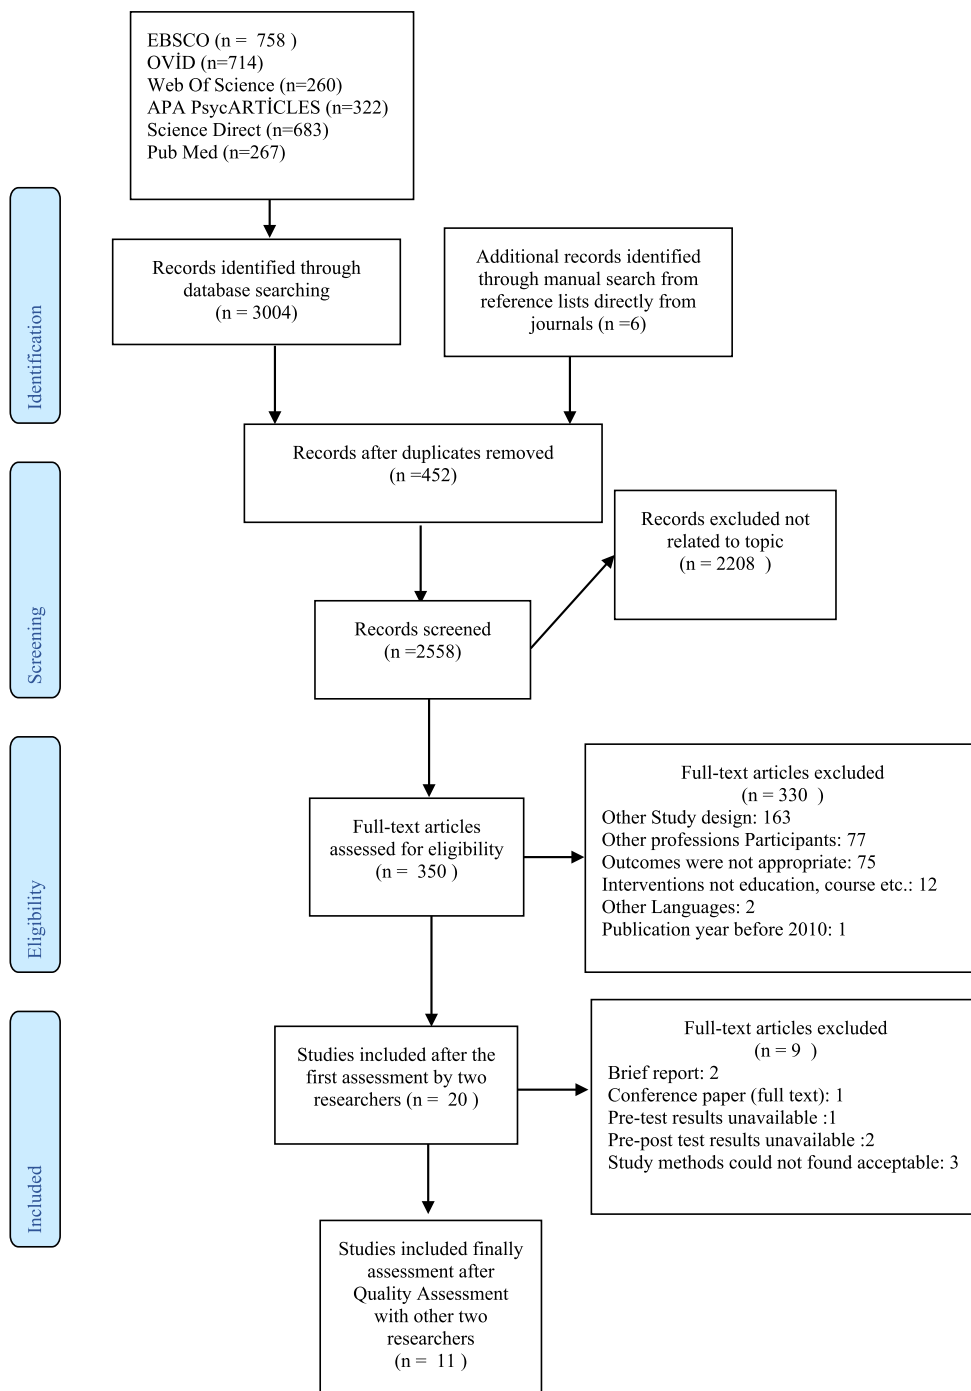 EBSCO (n = 758 )
OVİD (n=714)
Web Of Science (n=260)
APA PsycARTİCLES (n=322)
Science Direct (n=683)
Pub Med (n=267)
Identification
Records identified through
database searching
(n = 3004)
Additional records identified
through manual search from
reference lists directly from
journals (n =6)
Records after duplicates removed
(n =452)
Screening
Records excluded not
related to topic
(n = 2208 )
Records screened
(n =2558)
Eligibility
Full-text articles
assessed for eligibility
(n = 350 )
Full-text articles excluded
(n = 330 )
Other Study design: 163
Other professions Participants: 77
Outcomes were not appropriate: 75
Interventions not education, course etc.: 12
Other Languages: 2
Publication year before 2010: 1
Included
Studies included after the
first assessment by two
researchers (n = 20 )
Full-text articles excluded
(n = 9 )
Brief report: 2
Conference paper (full text): 1
Pre-test results unavailable :1
Pre-post test results unavailable :2
Study methods could not found acceptable: 3
Studies included finally
assessment after
Quality Assessment
with other two
researchers
(n = 11 )